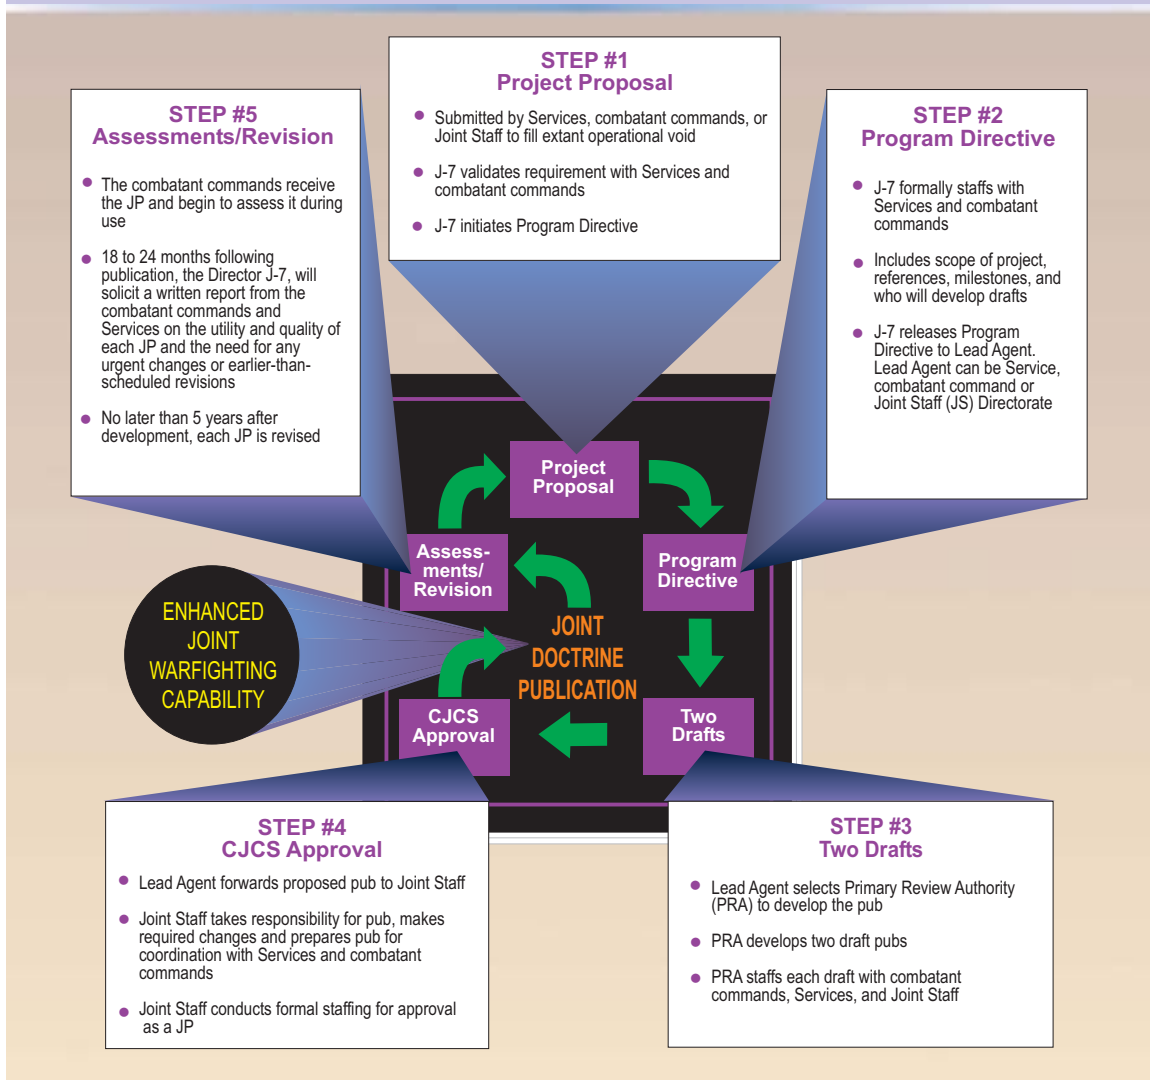 STEP #1
Project Proposal
Submitted by Services, combatant commands, or
Joint Staff to fill extant operational void
J-7 validates requirement with Services and
combatant commands
J-7 initiates Program Directive
STEP #5
Assessments/Revision
The combatant commands receive
the JP and begin to assess it during
use
18 to 24 months following
publication, the Director J-7, will
solicit a written report from the
combatant commands and
Services on the utility and quality of
each JP and the need for any
urgent changes or earlier-than-
scheduled revisions
No later than 5 years after
development, each JP is revised
STEP #2
Program Directive
J-7 formally staffs with
Services and combatant
commands
Includes scope of project,
references, milestones, and
who will develop drafts
J-7 releases Program
Directive to Lead Agent.
Lead Agent can be Service,
combatant command or
Joint Staff (JS) Directorate
Project
Proposal
Assess-
ments/
Revision
Program
Directive
ENHANCED
JOINT
WARFIGHTING
CAPABILITY
JOINT
DOCTRINE
PUBLICATION
CJCS
Approval
Two
Drafts
STEP #4
CJCS Approval
Lead Agent forwards proposed pub to Joint Staff
Joint Staff takes responsibility for pub, makes
required changes and prepares pub for
coordination with Services and combatant
commands
Joint Staff conducts formal staffing for approval
as a JP
STEP #3
Two Drafts
Lead Agent selects Primary Review Authority
(PRA) to develop the pub
PRA develops two draft pubs
PRA staffs each draft with combatant
commands, Services, and Joint Staff